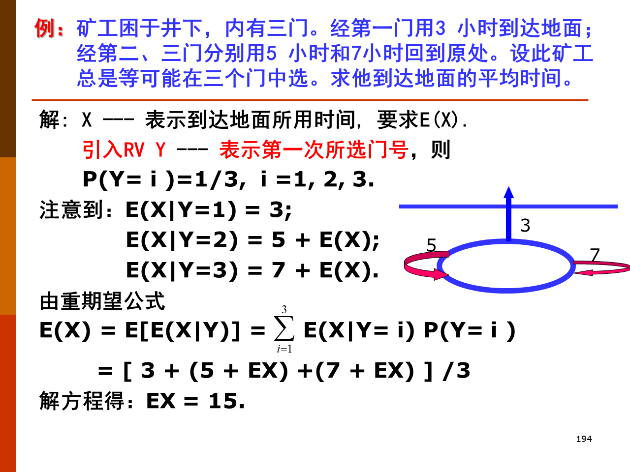 例：矿工困于井下，内有三门。经第一门用3 小时到达地面；
经第二、三门分别用5 小时和7小时回到原处。设此矿工
总是等可能在三个门中选。求他到达地面的平均时间。
解: X --- 表示到达地面所用时间, 要求E(X).
引入RV Y --- 表示第一次所选门号，则
P(Y= i )=1/3, i =1, 2, 3.
注意到：E(X|Y=1) = 3;
E(X|Y=2) = 5 + E(X);
E(X|Y=3) = 7 + E(X).
3
5
7
由重期望公式
E(X) = E[E(X|Y)] = \sum_{i=1}^{3} E(X|Y= i) P(Y= i )
= [ 3 + (5 + EX) +(7 + EX) ] /3
解方程得：EX = 15.
194